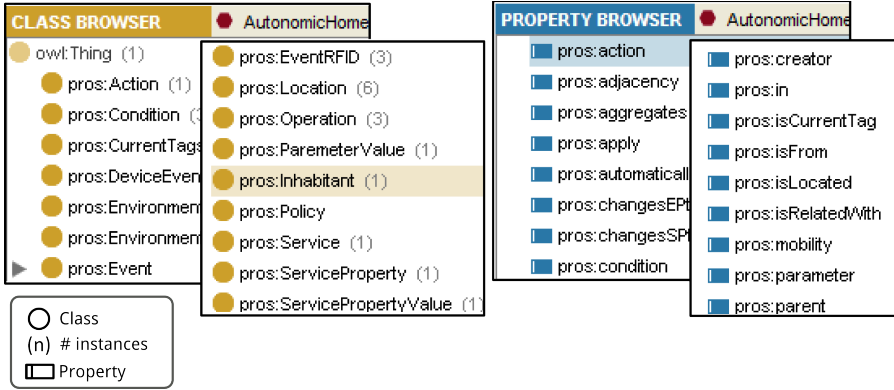 CLASS BROWSER AutonomicHome
owl:Thing (1)
pros:Action (1)
pros:Condition
pros:CurrentTags
pros:DeviceEven
pros:Environmen
pros:Environmen
pros:Event
pros:EventRFID (3)
pros:Location (6)
pros:Operation (3)
pros:ParemeterValue (1)
pros:Inhabitant (1)
pros:Policy
pros:Service (1)
pros:ServiceProperty (1)
pros:ServicePropertyValue (1)
PROPERTY BROWSER AutonomicHome
pros:action
pros:adjacency
pros:aggregates
pros:apply
pros:automaticall
pros:changesEPt
pros:changesSPt
pros:condition
pros:creator
pros:in
pros:isCurrentTag
pros:isFrom
pros:isLocated
pros:isRelatedWith
pros:mobility
pros:parameter
pros:parent
Class
(n) # instances
Property